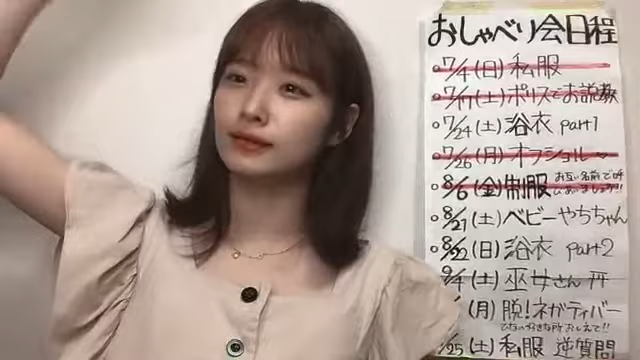 おしゃべり会日程
○7/4(日) 私服
○7/17(土) ポリスでお説教
○7/24(土) 浴衣 part1
○7/26(月) オフショル
○8/6(金) 制服 お互い名前で呼びあいましょう!!
○8/21(土) ベビーやちちゃん
○8/22(日) 浴衣 part2
9/4(土) 巫女さん
(月) 脱!ネガティバー
好きな所おしえて!!
25(土) 私服 逆質問